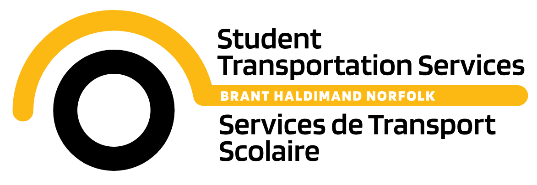 Student
Transportation Services
BRANT HALDIMAND NORFOLK
Services de Transport
Scolaire